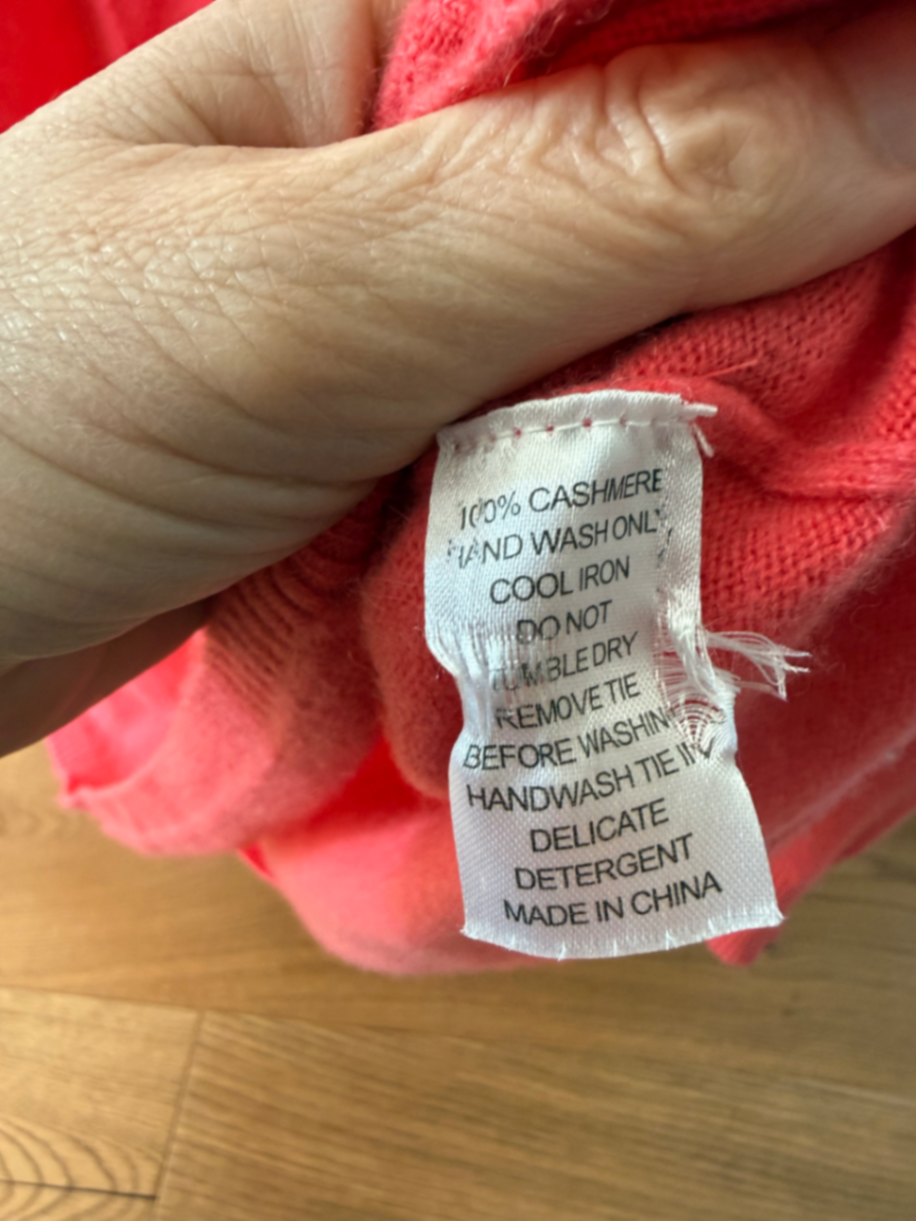 100% CASHMERE
HAND WASH ONLY
COOL IRON
DO NOT
TUMBLE DRY
REMOVE TIE
BEFORE WASHING
HANDWASH TIE IN
DELICATE
DETERGENT
MADE IN CHINA